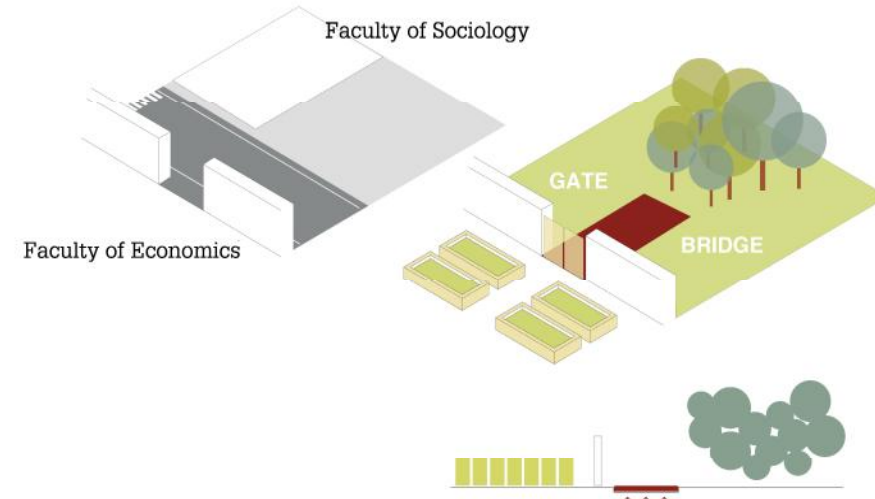 Faculty of Sociology
GATE
BRIDGE
Faculty of Economics